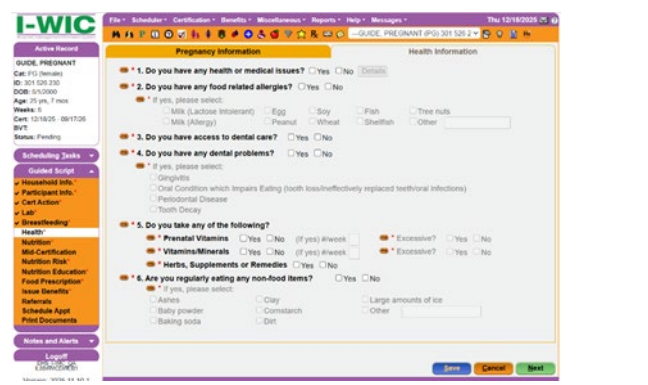 I-WIC
File Scheduler Certification Benefits Miscellaneous Reports Help Messages Thu 12/18/2025
---GUIDE, PREGNANT (PG) 301 526 2
Active Record
GUIDE, PREGNANT
Cat: PG (female)
ID: 301 526 230
DOB: 5/1/2000
Age: 25 yrs, 7 mos
Weeks: 6
Cert: 12/18/25 - 09/17/26
BVT:
Status: Pending
Scheduling Tasks
Guided Script
Household Info.*
Participant Info.*
Cert Action*
Lab*
Breastfeeding*
Health*
Nutrition*
Mid-Certification
Nutrition Risk*
Nutrition Education*
Food Prescription*
Issue Benefits*
Referrals
Schedule Appt
Print Documents
Notes and Alerts
Logoff
Pregnancy Information
Health Information
* 1. Do you have any health or medical issues? Yes No Details
* 2. Do you have any food related allergies? Yes No
* If yes, please select:
Milk (Lactose Intolerant) Egg Soy Fish Tree nuts
Milk (Allergy) Peanut Wheat Shellfish Other
* 3. Do you have access to dental care? Yes No
* 4. Do you have any dental problems? Yes No
* If yes, please select:
Gingivitis
Oral Condition which Impairs Eating (tooth loss/ineffectively replaced teeth/oral infections)
Periodontal Disease
Tooth Decay
* 5. Do you take any of the following?
* Prenatal Vitamins Yes No (If yes) #/week * Excessive? Yes No
* Vitamins/Minerals Yes No (If yes) #/week * Excessive? Yes No
* Herbs, Supplements or Remedies Yes No
* 6. Are you regularly eating any non-food items? Yes No
* If yes, please select:
Ashes Clay Large amounts of ice
Baby powder Cornstarch Other
Baking soda Dirt
Save Cancel Next